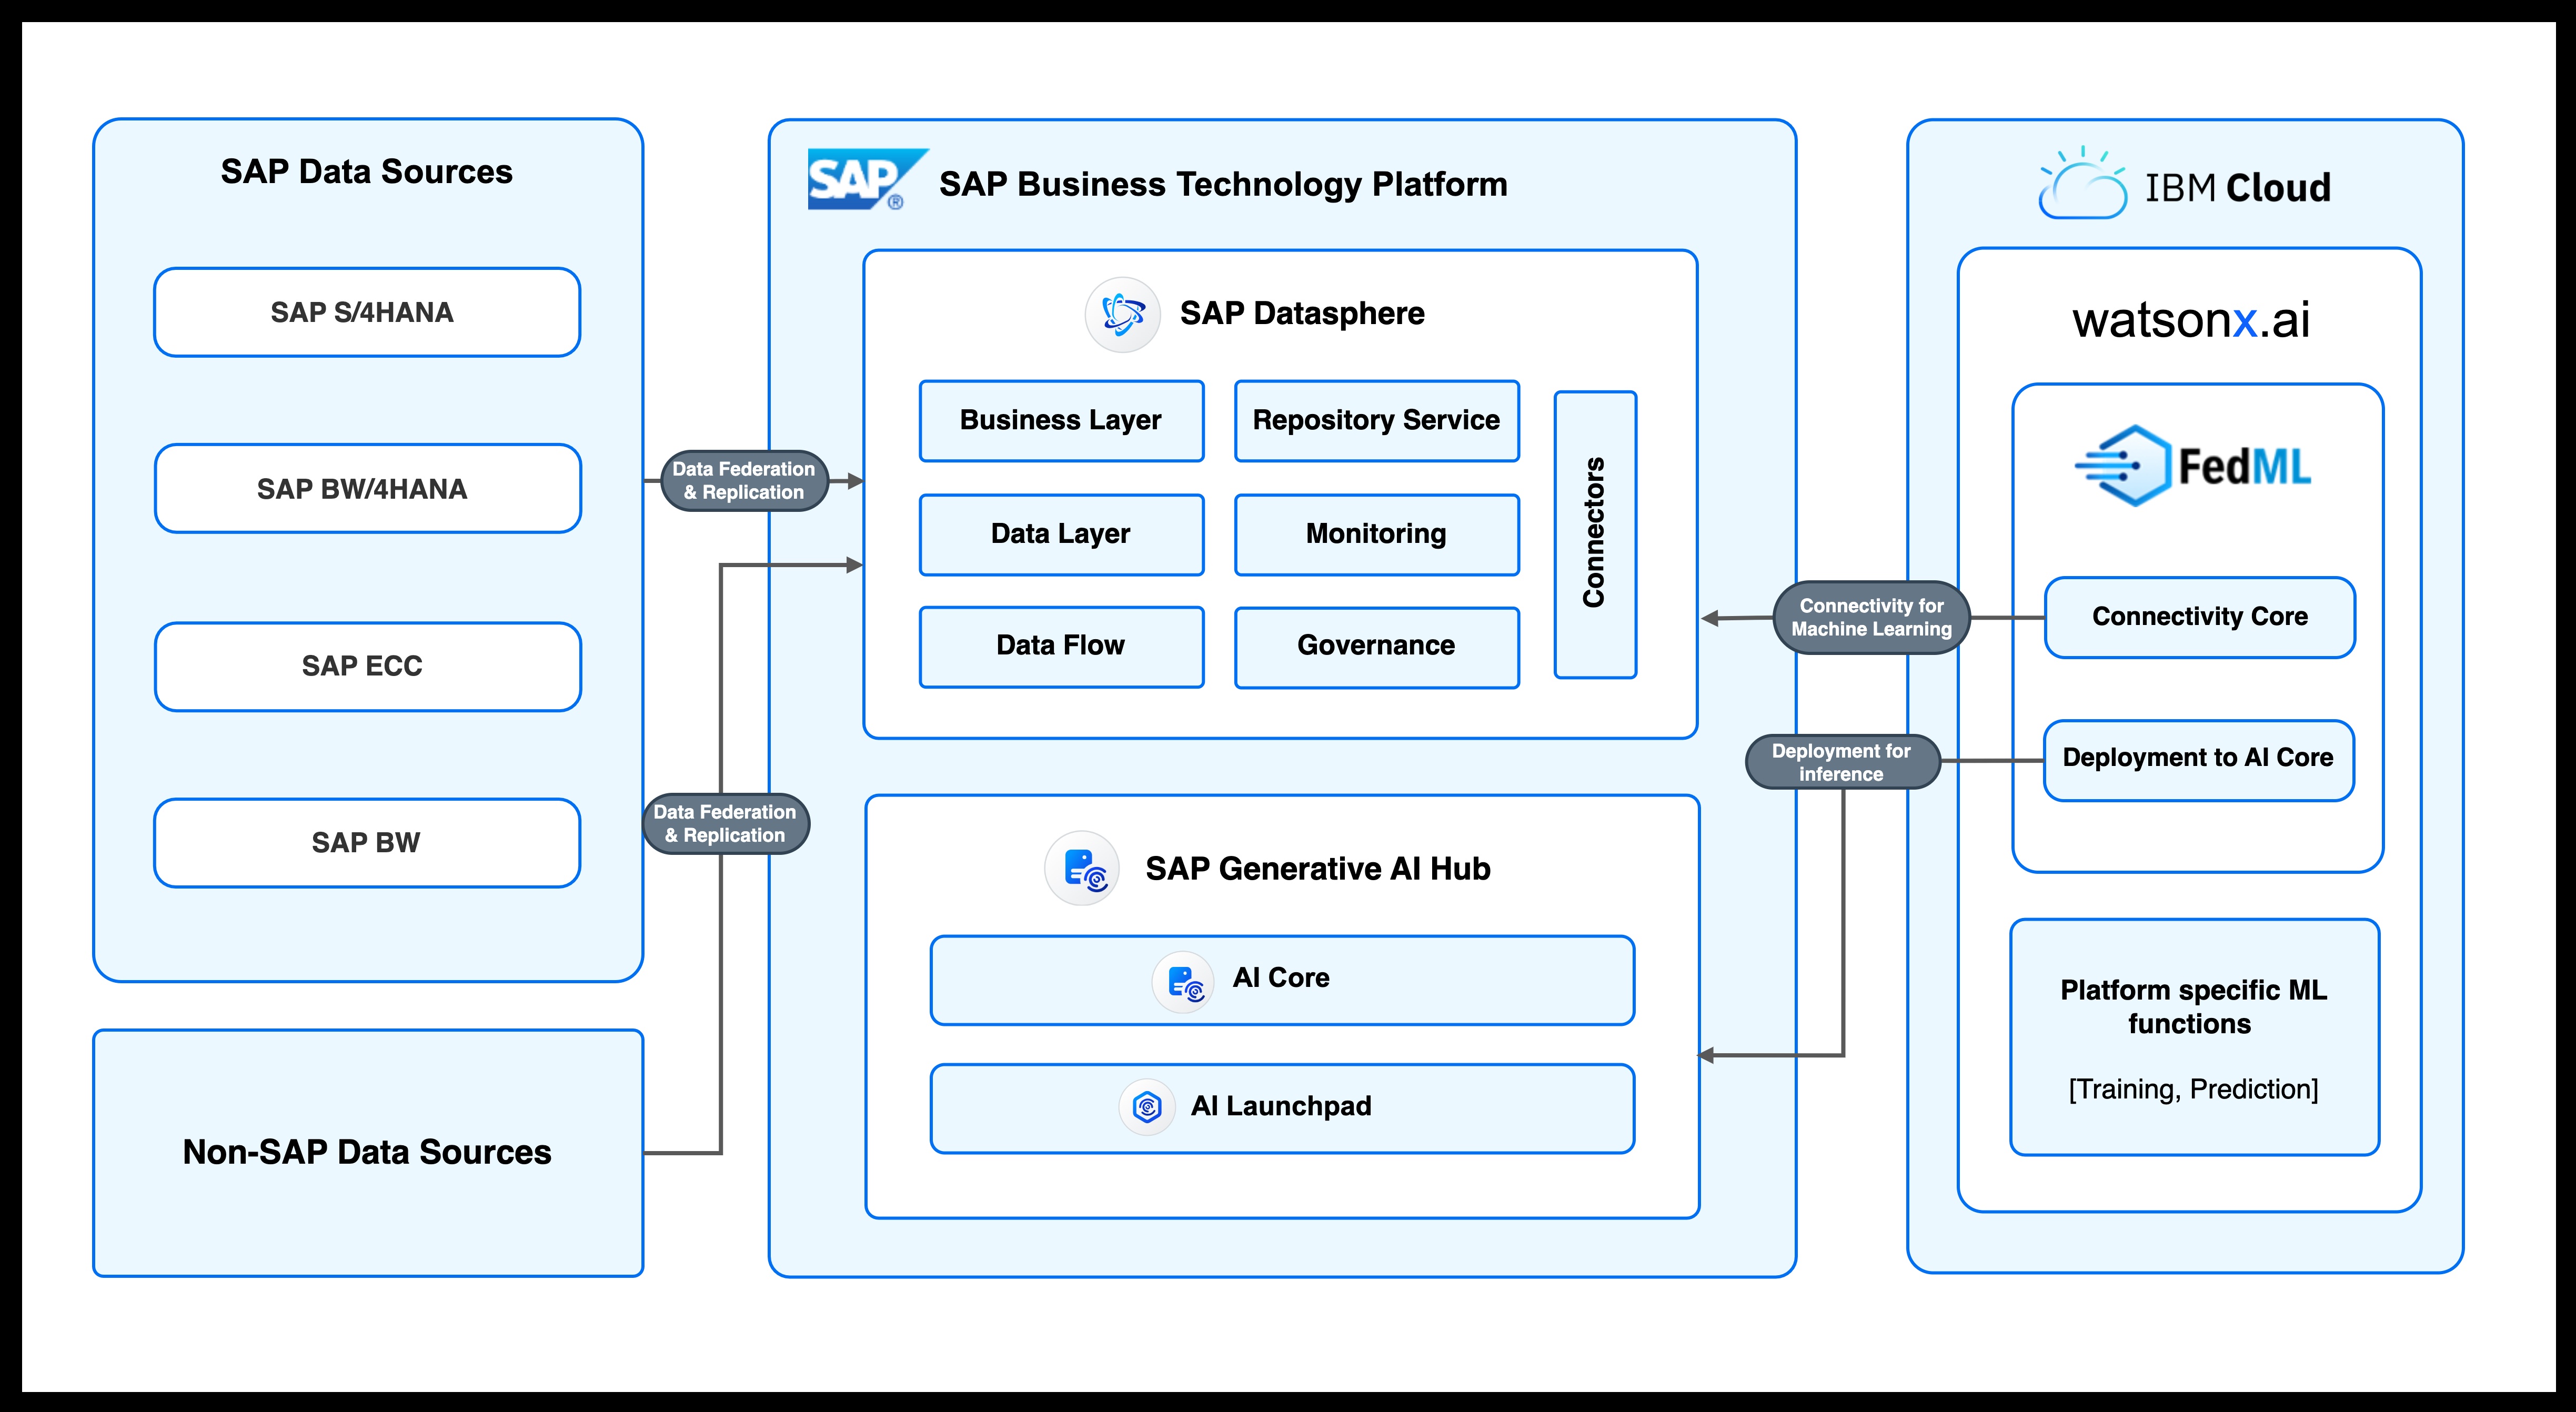 SAP Data Sources
SAP S/4HANA
SAP BW/4HANA
SAP ECC
SAP BW
Non-SAP Data Sources
Data Federation
& Replication
Data Federation
& Replication
SAP®
SAP Business Technology Platform
SAP Datasphere
Business Layer
Repository Service
Data Layer
Monitoring
Data Flow
Governance
Connectors
SAP Generative AI Hub
AI Core
AI Launchpad
Connectivity for
Machine Learning
Deployment for
inference
IBM Cloud
watsonx.ai
FedML
Connectivity Core
Deployment to AI Core
Platform specific ML
functions
[Training, Prediction]